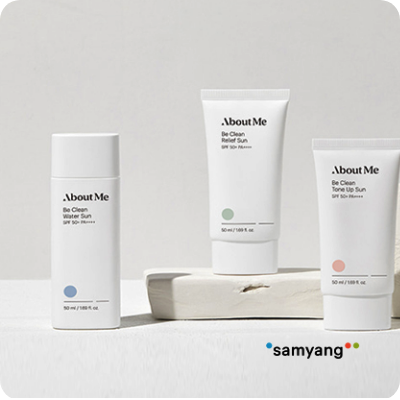 About Me
Be Clean
Water Sun
SPF 50+ PA++++
50 ml / 1.69 fl. oz.
About Me
Be Clean
Relief Sun
SPF 50+ PA++++
50 ml / 1.69 fl. oz.
About Me
Be Clean
Tone Up Sun
SPF 50+ PA++++
50 ml / 1.69 fl. oz.
samyang